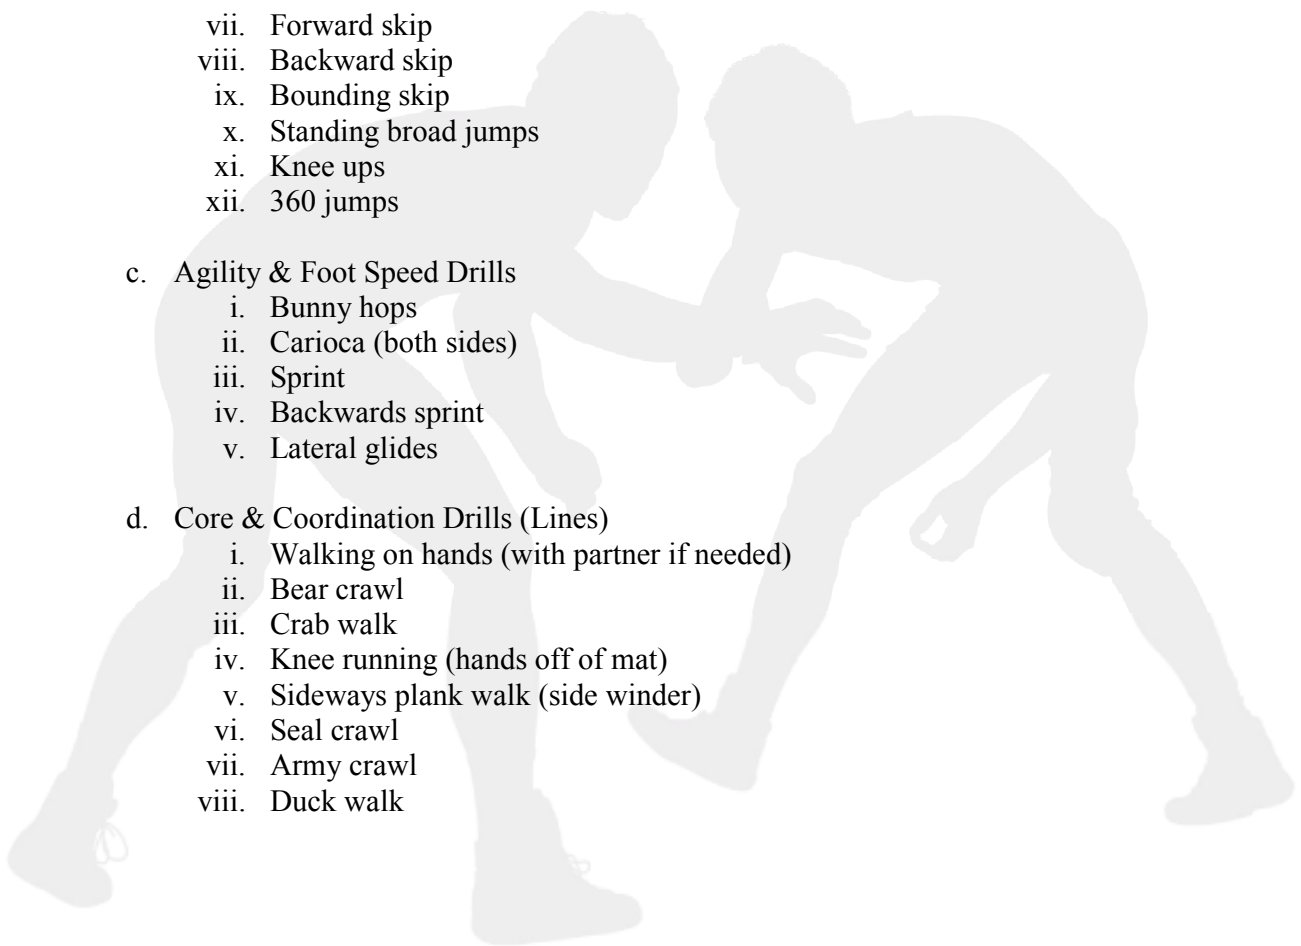 vii. Forward skip
viii. Backward skip
ix. Bounding skip
x. Standing broad jumps
xi. Knee ups
xii. 360 jumps
c. Agility & Foot Speed Drills
i. Bunny hops
ii. Carioca (both sides)
iii. Sprint
iv. Backwards sprint
v. Lateral glides
d. Core & Coordination Drills (Lines)
i. Walking on hands (with partner if needed)
ii. Bear crawl
iii. Crab walk
iv. Knee running (hands off of mat)
v. Sideways plank walk (side winder)
vi. Seal crawl
vii. Army crawl
viii. Duck walk